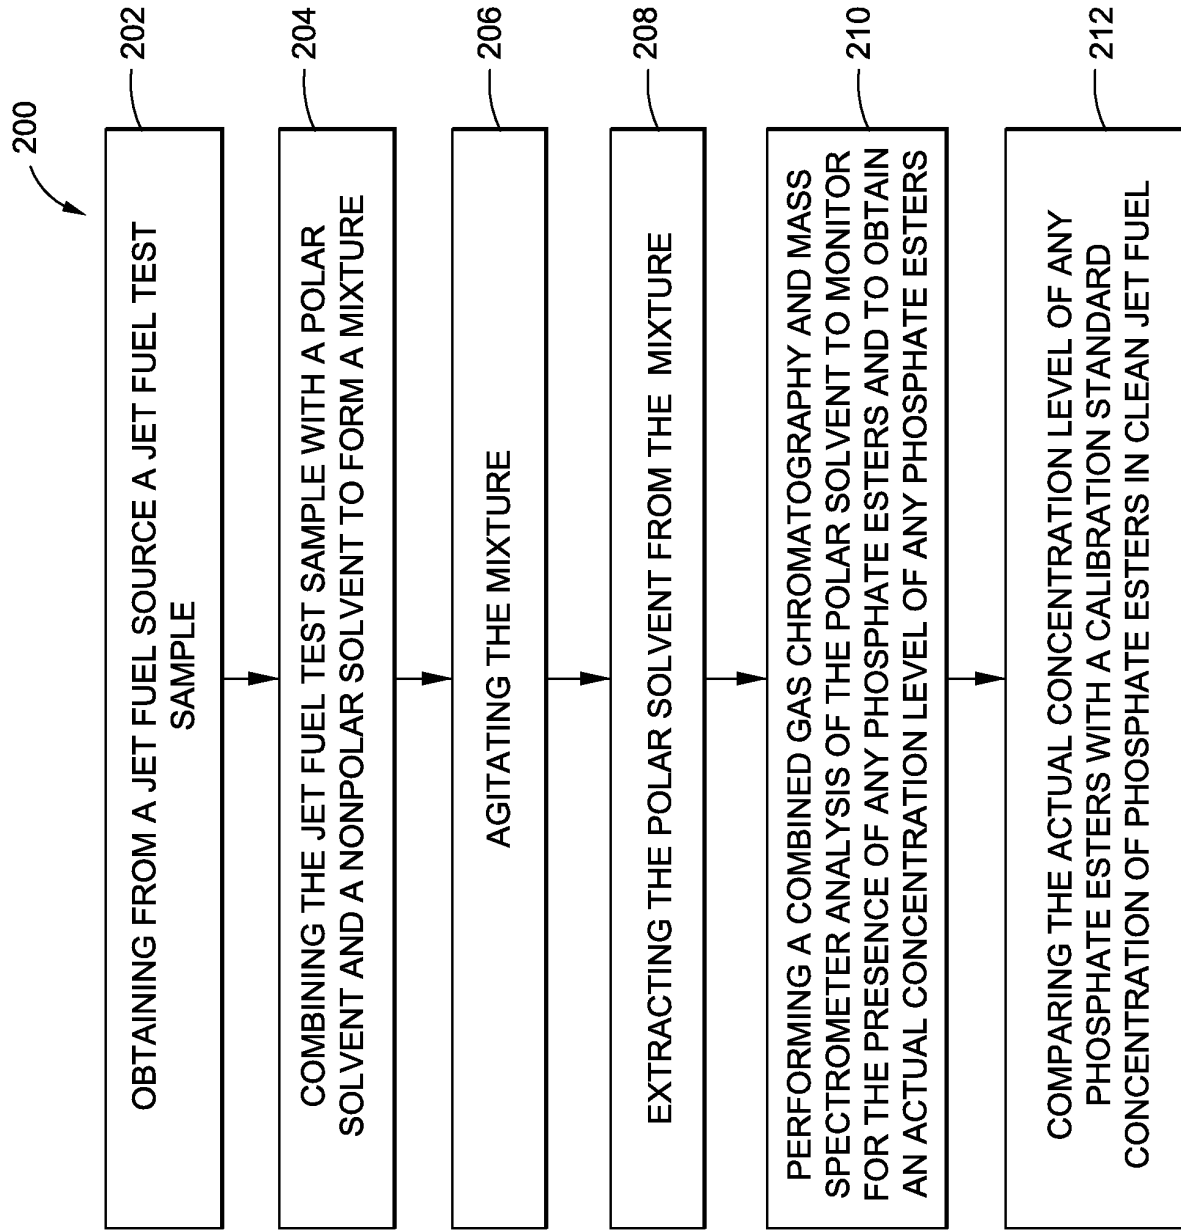 200
OBTAINING FROM A JET FUEL SOURCE A JET FUEL TEST
SAMPLE
202
COMBINING THE JET FUEL TEST SAMPLE WITH A POLAR
SOLVENT AND A NONPOLAR SOLVENT TO FORM A MIXTURE
204
AGITATING THE MIXTURE
206
EXTRACTING THE POLAR SOLVENT FROM THE MIXTURE
208
PERFORMING A COMBINED GAS CHROMATOGRAPHY AND MASS
SPECTROMETER ANALYSIS OF THE POLAR SOLVENT TO MONITOR
FOR THE PRESENCE OF ANY PHOSPHATE ESTERS AND TO OBTAIN
AN ACTUAL CONCENTRATION LEVEL OF ANY PHOSPHATE ESTERS
210
COMPARING THE ACTUAL CONCENTRATION LEVEL OF ANY
PHOSPHATE ESTERS WITH A CALIBRATION STANDARD
CONCENTRATION OF PHOSPHATE ESTERS IN CLEAN JET FUEL
212